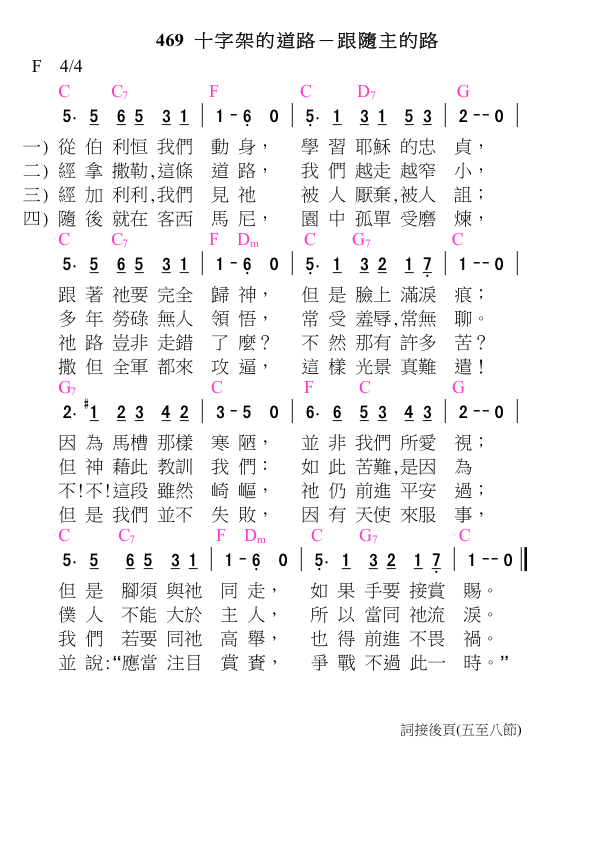 469 十字架的道路－跟隨主的路
F 4/4
C C7 F C D7 G
5· 5 6 5 3 1 | 1 - 6 0 | 5· 1 3 1 5 3 | 2 -- 0 |
一) 從 伯 利恒 我們 動 身， 學 習 耶穌 的忠 貞，
二) 經 拿 撒勒,這條 道 路， 我 們 越走 越窄 小，
三) 經 加 利利,我們 見 祂 被 人 厭棄,被人 詛；
四) 隨 後 就在 客西 馬 尼， 園 中 孤單 受磨 煉，
C C7 F Dm C G7 C
5· 5 6 5 3 1 | 1 - 6 0 | 5· 1 3 2 1 7 | 1 -- 0 |
跟 著 祂要 完全 歸 神， 但 是 臉上 滿淚 痕；
多 年 勞碌 無人 領 悟， 常 受 羞辱,常無 聊。
祂 路 豈非 走錯 了 麼？ 不 然 那有 許多 苦？
撒 但 全軍 都來 攻 逼， 這 樣 光景 真難 遣！
G7 C F C G
2· #1 2 3 4 2 | 3 - 5 0 | 6· 6 5 3 4 3 | 2 -- 0 |
因 為 馬槽 那樣 寒 陋， 並 非 我們 所愛 視；
但 神 藉此 教訓 我 們： 如 此 苦難,是因 為
不!不!這段 雖然 崎 嶇， 祂 仍 前進 平安 過；
但 是 我們 並不 失 敗， 因 有 天使 來服 事，
C C7 F Dm C G7 C
5· 5 6 5 3 1 | 1 - 6 0 | 5· 1 3 2 1 7 | 1 -- 0 ‖
但 是 腳須 與祂 同 走， 如 果 手要 接賞 賜。
僕 人 不能 大於 主 人， 所 以 當同 祂流 淚。
我 們 若要 同祂 高 舉， 也 得 前進 不畏 禍。
並 說:“應當 注目 賞 賚， 爭 戰 不過 此一 時。”
詞接後頁(五至八節)